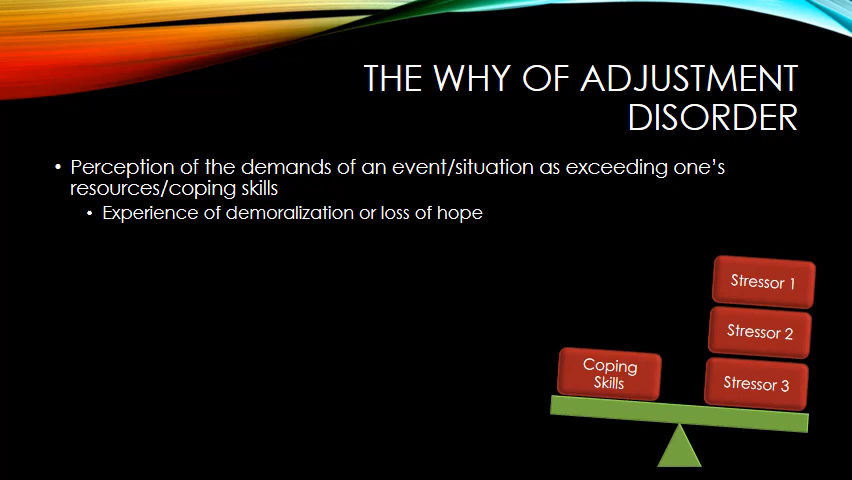 THE WHY OF ADJUSTMENT
DISORDER
• Perception of the demands of an event/situation as exceeding one's
resources/coping skills
• Experience of demoralization or loss of hope
Stressor 1
Stressor 2
Coping
Skills
Stressor 3